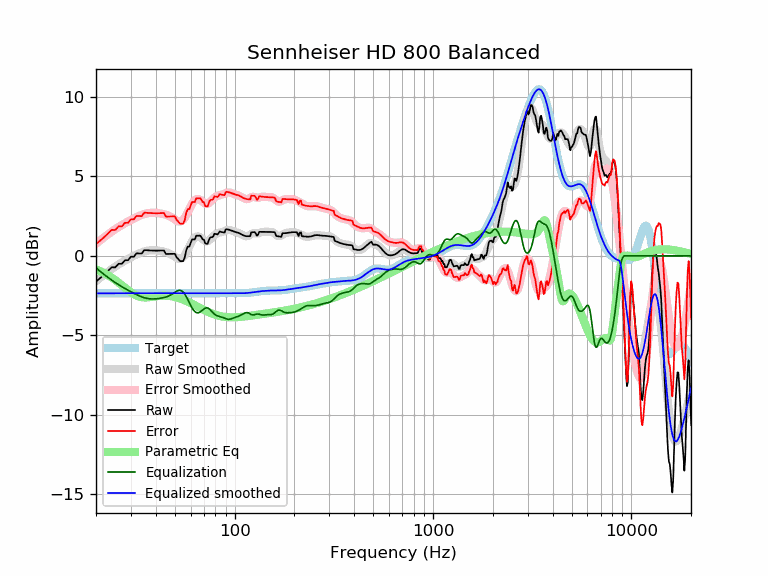 Sennheiser HD 800 Balanced
Amplitude (dBr)
10
5
0
−5
−10
−15
Target
Raw Smoothed
Error Smoothed
Raw
Error
Parametric Eq
Equalization
Equalized smoothed
100
1000
10000
Frequency (Hz)